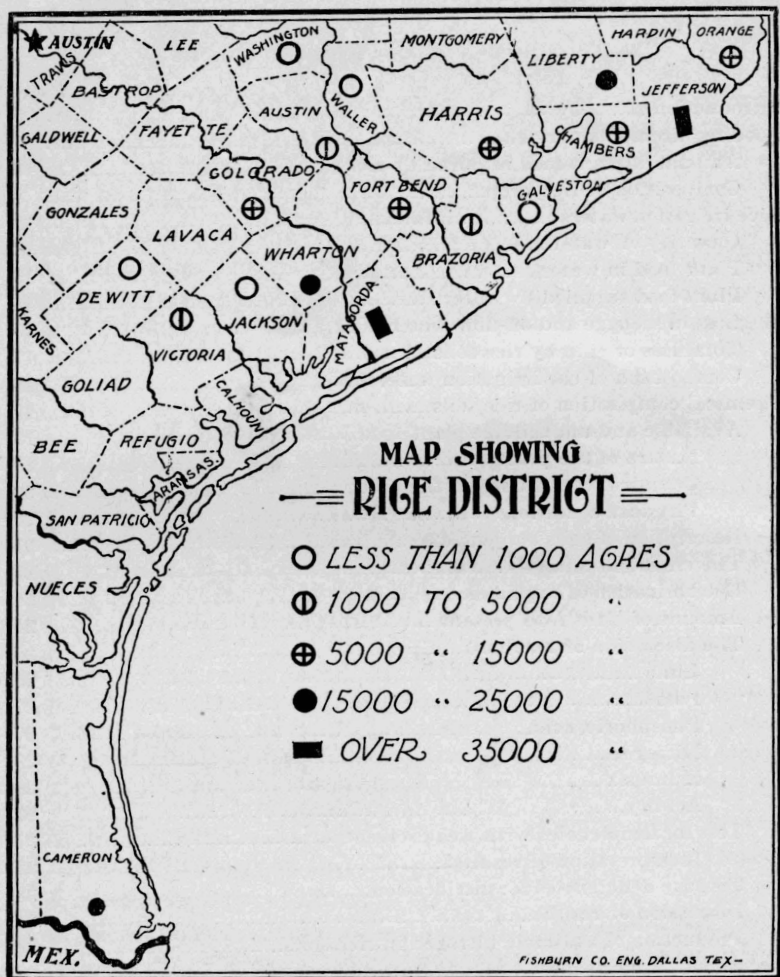 AUSTIN
LEE
WASHINGTON
MONTGOMERY
HARDIN
ORANGE
TRAVIS
BASTROP
LIBERTY
JEFFERSON
WALLER
AUSTIN
HARRIS
CALDWELL
FAYETTE
CHAMBERS
COLORADO
FORT BEND
GALVESTON
GONZALES
LAVACA
WHARTON
BRAZORIA
DEWITT
MATAGORDA
KARNES
JACKSON
VICTORIA
GOLIAD
CALHOUN
BEE
REFUGIO
ARANSAS
SAN PATRICIO
NUECES
MAP SHOWING
RICE DISTRICT
LESS THAN 1000 ACRES
1000 TO 5000 "
5000 " 15000 "
15000 " 25000 "
OVER 35000 "
CAMERON
MEX.
FISHBURN CO. ENG. DALLAS TEX-